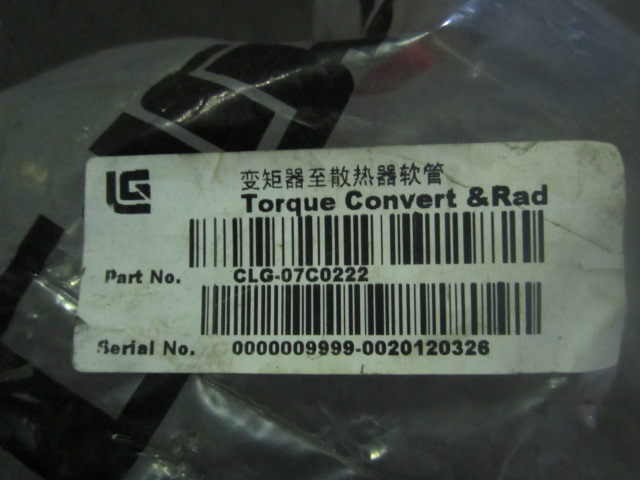 LG
变矩器至散热器软管
Torque Convert &Rad
Part No. CLG-07C0222
Serial No. 0000009999-0020120326